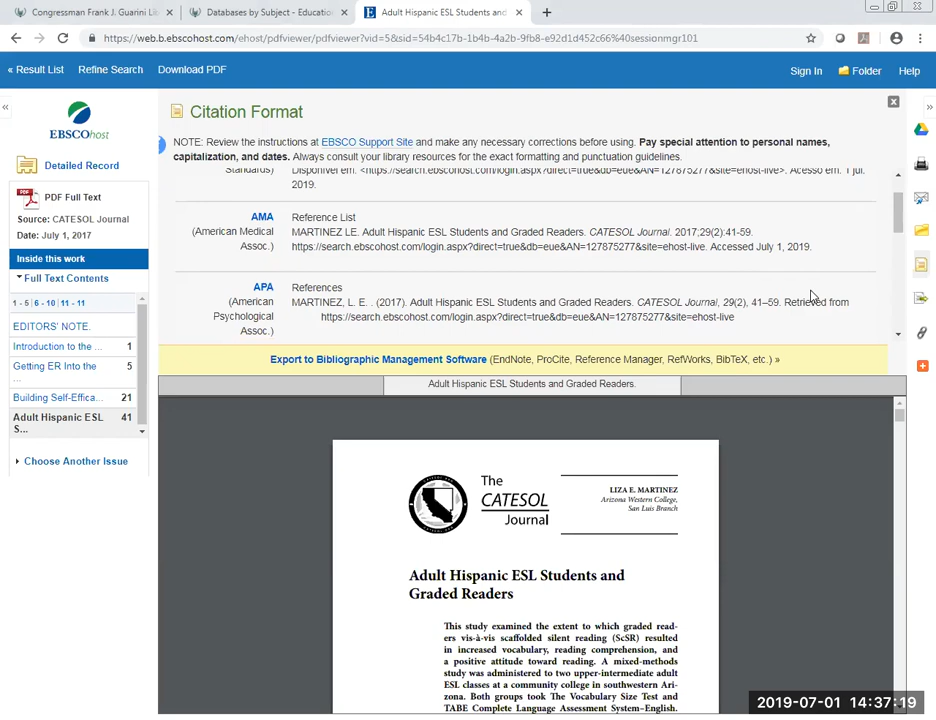 Congressman Frank J. Guarini Lib
Databases by Subject - Education
Adult Hispanic ESL Students and
https://web.b.ebscohost.com/ehost/pdfviewer/pdfviewer?vid=5&sid=54b4c17b-1b4b-4a2b-9fb8-e92d1d452c66%40sessionmgr101
« Result List Refine Search Download PDF Sign In Folder Help
«
»
EBSCOhost
Detailed Record
PDF Full Text
Source: CATESOL Journal
Date: July 1, 2017
Inside this work
Full Text Contents
1 - 5 | 6 - 10 | 11 - 11
EDITORS' NOTE.
Introduction to the ... 1
Getting ER Into the 5
...
Building Self-Effica... 21
Adult Hispanic ESL 41
S...
Choose Another Issue
Citation Format
NOTE: Review the instructions at EBSCO Support Site and make any necessary corrections before using. Pay special attention to personal names,
capitalization, and dates. Always consult your library resources for the exact formatting and punctuation guidelines.
Standards) Disponível em: <https://search.ebscohost.com/login.aspx?direct=true&db=eue&AN=127875277&site=ehost-live>. Acesso em: 1 jul.
2019.
AMA Reference List
(American Medical MARTINEZ LE. Adult Hispanic ESL Students and Graded Readers. CATESOL Journal. 2017;29(2):41-59.
Assoc.) https://search.ebscohost.com/login.aspx?direct=true&db=eue&AN=127875277&site=ehost-live. Accessed July 1, 2019.
APA References
(American MARTINEZ, L. E. . (2017). Adult Hispanic ESL Students and Graded Readers. CATESOL Journal, 29(2), 41–59. Retrieved from
Psychological https://search.ebscohost.com/login.aspx?direct=true&db=eue&AN=127875277&site=ehost-live
Assoc.)
Export to Bibliographic Management Software (EndNote, ProCite, Reference Manager, RefWorks, BibTeX, etc.) »
Adult Hispanic ESL Students and Graded Readers.
The
CATESOL
Journal
LIZA E. MARTINEZ
Arizona Western College,
San Luis Branch
Adult Hispanic ESL Students and
Graded Readers
This study examined the extent to which graded read-
ers vis-à-vis scaffolded silent reading (ScSR) resulted
in increased vocabulary, reading comprehension, and
a positive attitude toward reading. A mixed-methods
study was administered to two upper-intermediate adult
ESL classes at a community college in southwestern Ari-
zona. Both groups took The Vocabulary Size Test and
TABE Complete Language Assessment System–English.
2019-07-01 14:37:19